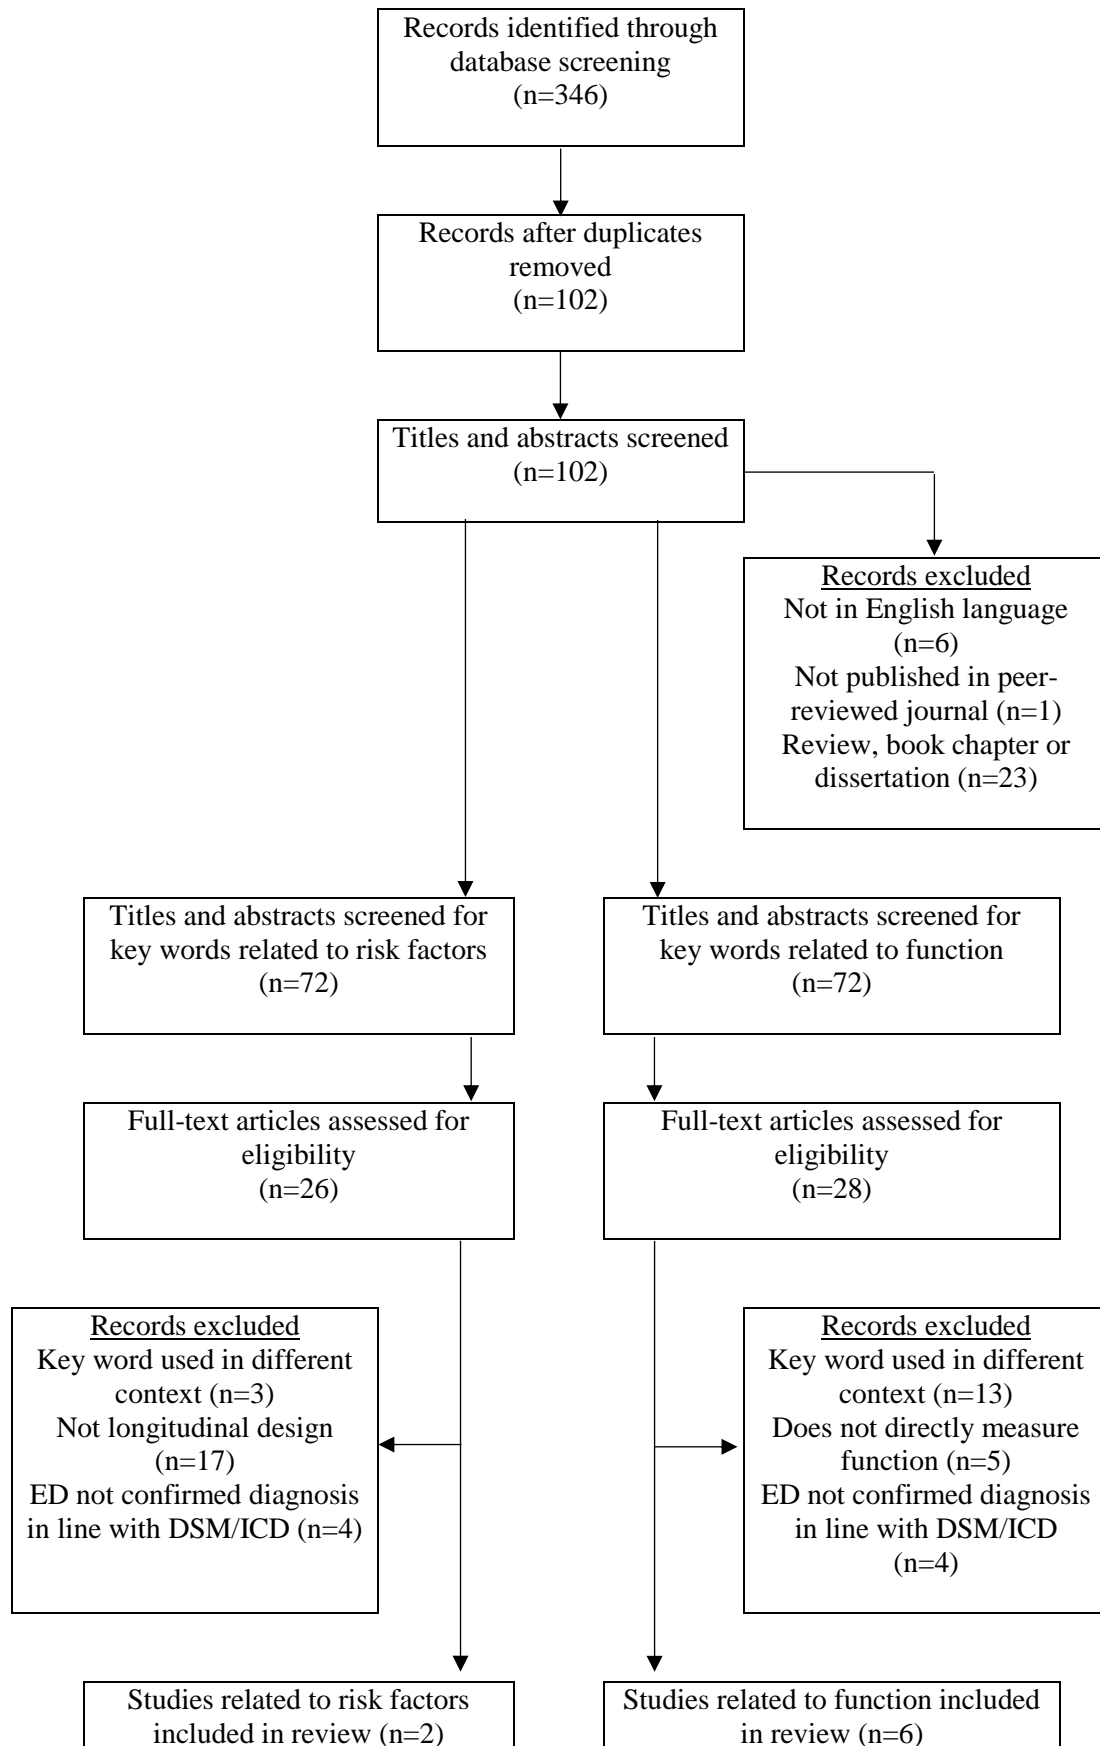 Records identified through
database screening
(n=346)
Records after duplicates
removed
(n=102)
Titles and abstracts screened
(n=102)
Records excluded
Not in English language
(n=6)
Not published in peer-
reviewed journal (n=1)
Review, book chapter or
dissertation (n=23)
Titles and abstracts screened for
key words related to risk factors
(n=72)
Titles and abstracts screened for
key words related to function
(n=72)
Full-text articles assessed for
eligibility
(n=26)
Full-text articles assessed for
eligibility
(n=28)
Records excluded
Key word used in different
context (n=3)
Not longitudinal design
(n=17)
ED not confirmed diagnosis
in line with DSM/ICD (n=4)
Records excluded
Key word used in different
context (n=13)
Does not directly measure
function (n=5)
ED not confirmed diagnosis
in line with DSM/ICD
(n=4)
Studies related to risk factors
included in review (n=2)
Studies related to function included
in review (n=6)